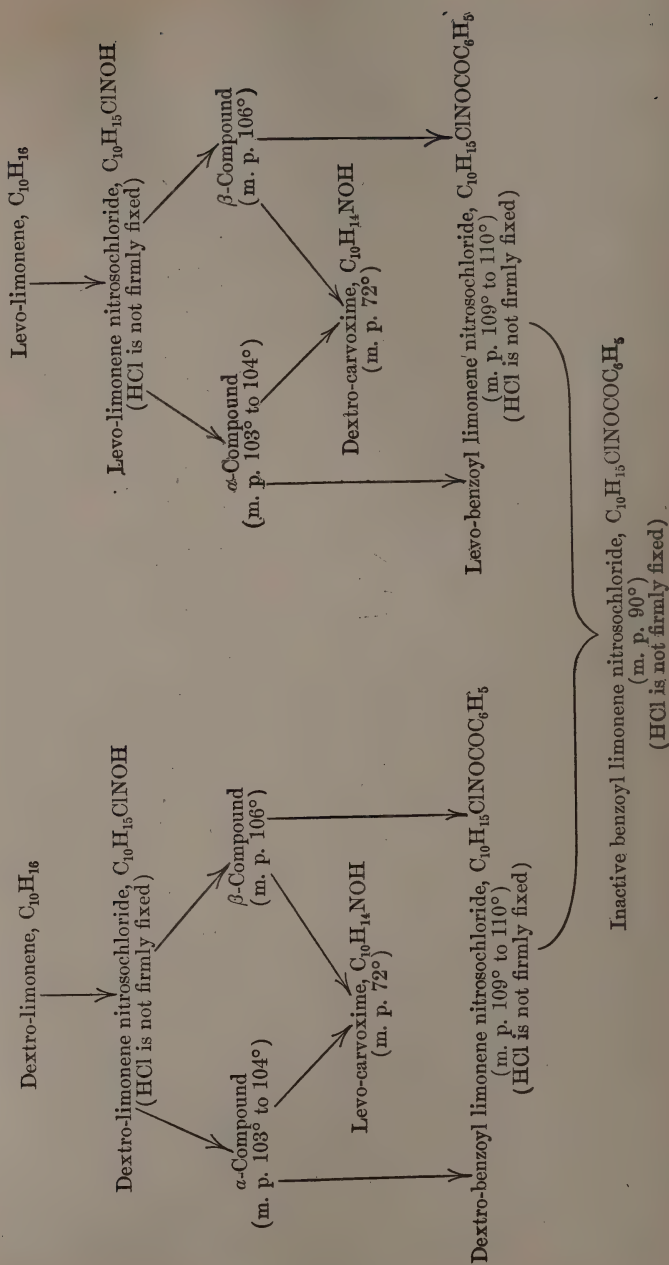 Dextro-limonene, C₁₀H₁₆
Dextro-limonene nitrosochloride, C₁₀H₁₅ClNOH
(HCl is not firmly fixed)
α-Compound
(m. p. 103° to 104°)
β-Compound
(m. p. 106°)
Levo-carvoxime, C₁₀H₁₄NOH
(m. p. 72°)
Dextro-benzoyl limonene nitrosochloride, C₁₀H₁₅ClNOCOC₆H₅
(m. p. 109° to 110°)
(HCl is not firmly fixed)
Levo-limonene, C₁₀H₁₆
Levo-limonene nitrosochloride, C₁₀H₁₅ClNOH
(HCl is not firmly fixed)
α-Compound
(m. p. 103° to 104°)
β-Compound
(m. p. 106°)
Dextro-carvoxime, C₁₀H₁₄NOH
(m. p. 72°)
Levo-benzoyl limonene nitrosochloride, C₁₀H₁₅ClNOCOC₆H₅
(m. p. 109° to 110°)
(HCl is not firmly fixed)
Inactive benzoyl limonene nitrosochloride, C₁₀H₁₅ClNOCOC₆H₅
(m. p. 90°)
(HCl is not firmly fixed)